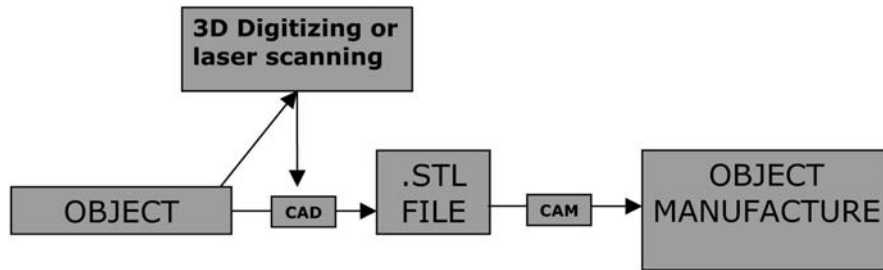 3D Digitizing or
laser scanning
OBJECT
CAD
.STL
FILE
CAM
OBJECT
MANUFACTURE